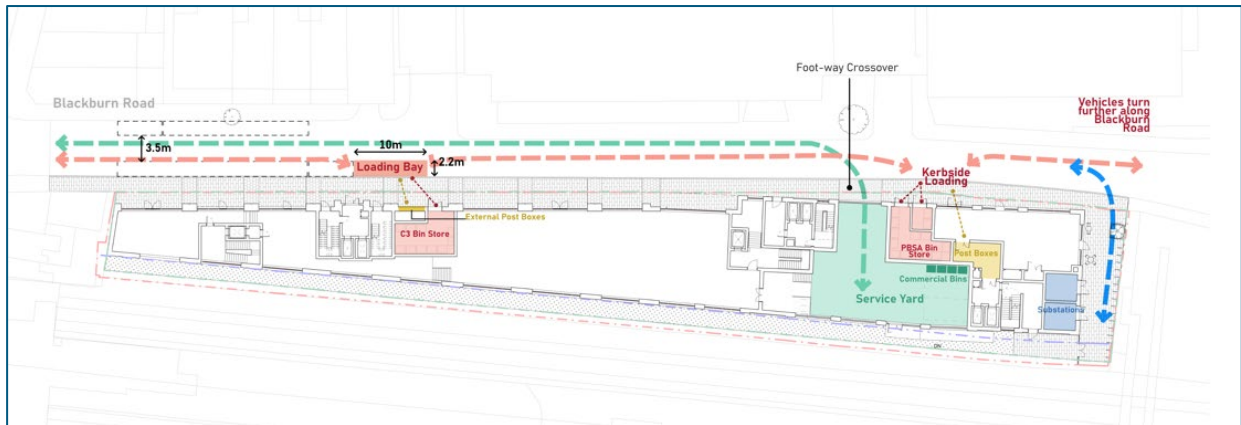 Foot-way Crossover
Blackburn Road
Vehicles turn
further along
Blackburn
Road
3.5m
10m
2.2m
Loading Bay
Kerbside
Loading
External Post Boxes
C3 Bin Store
PBSA Bin
Store
Post Boxes
Commercial Bins
Service Yard
Substations